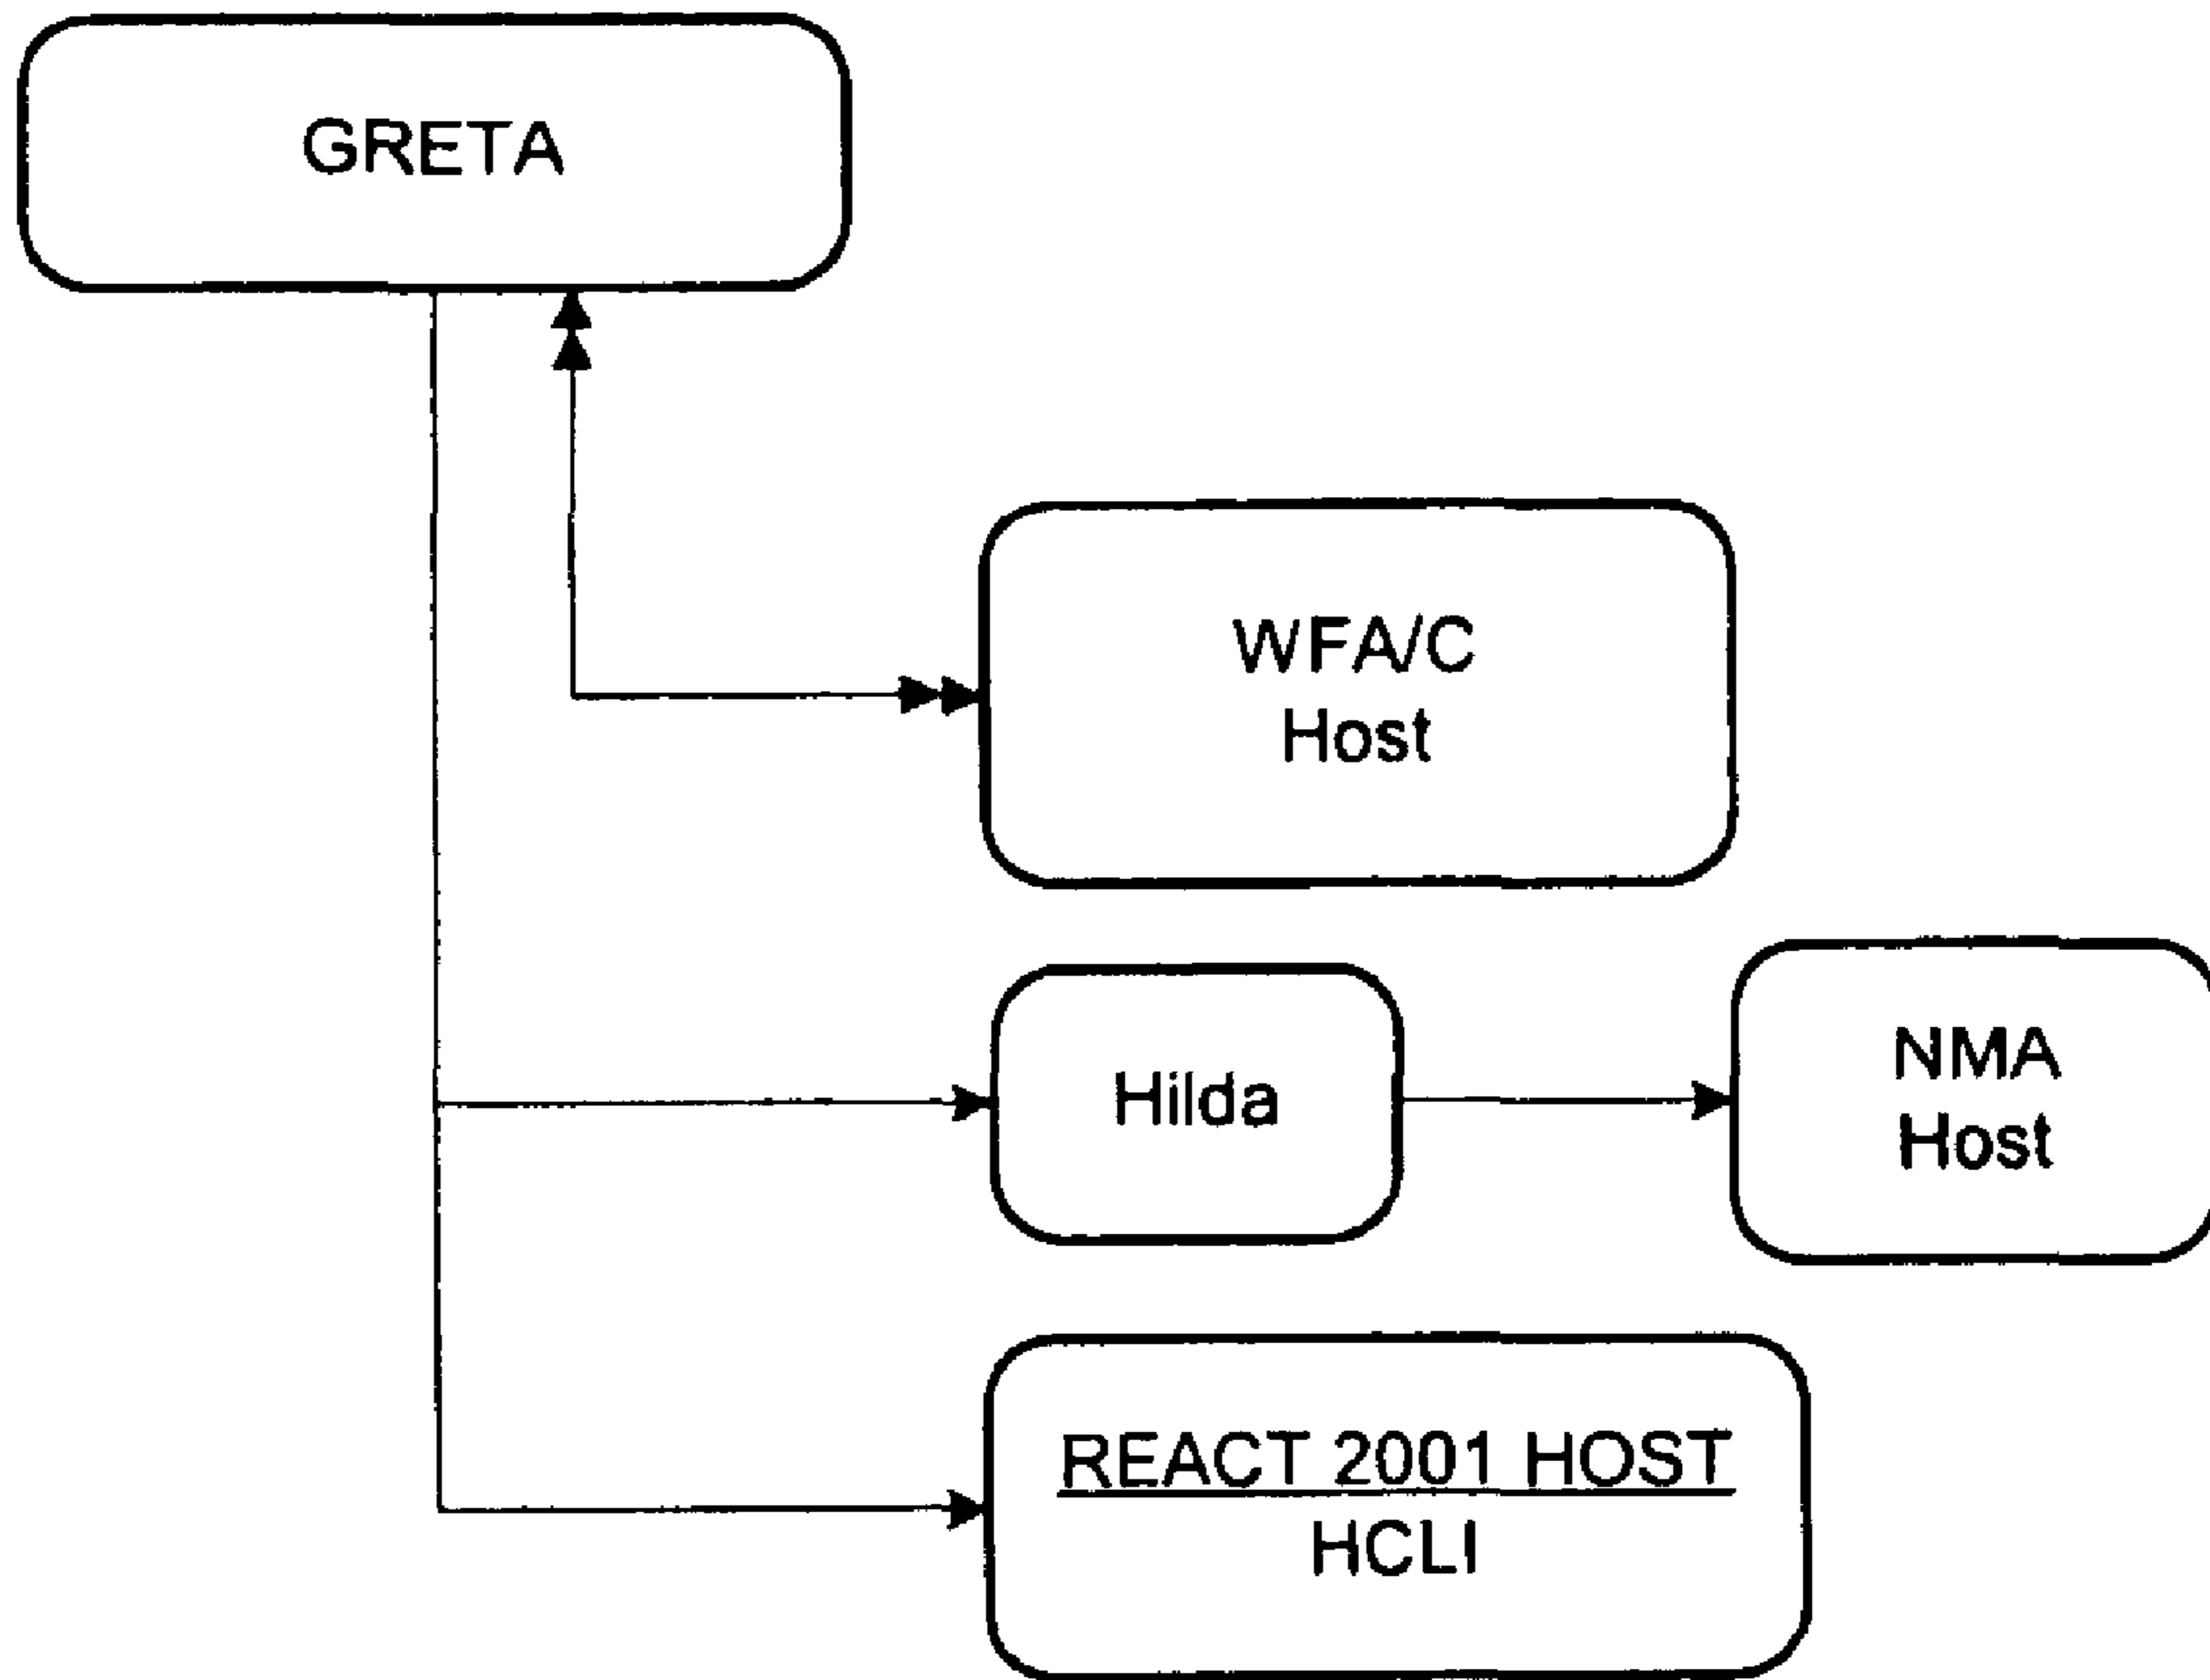 GRETA
WFA/C
Host
Hilda
NMA
Host
REACT 2001 HOST
HCLI